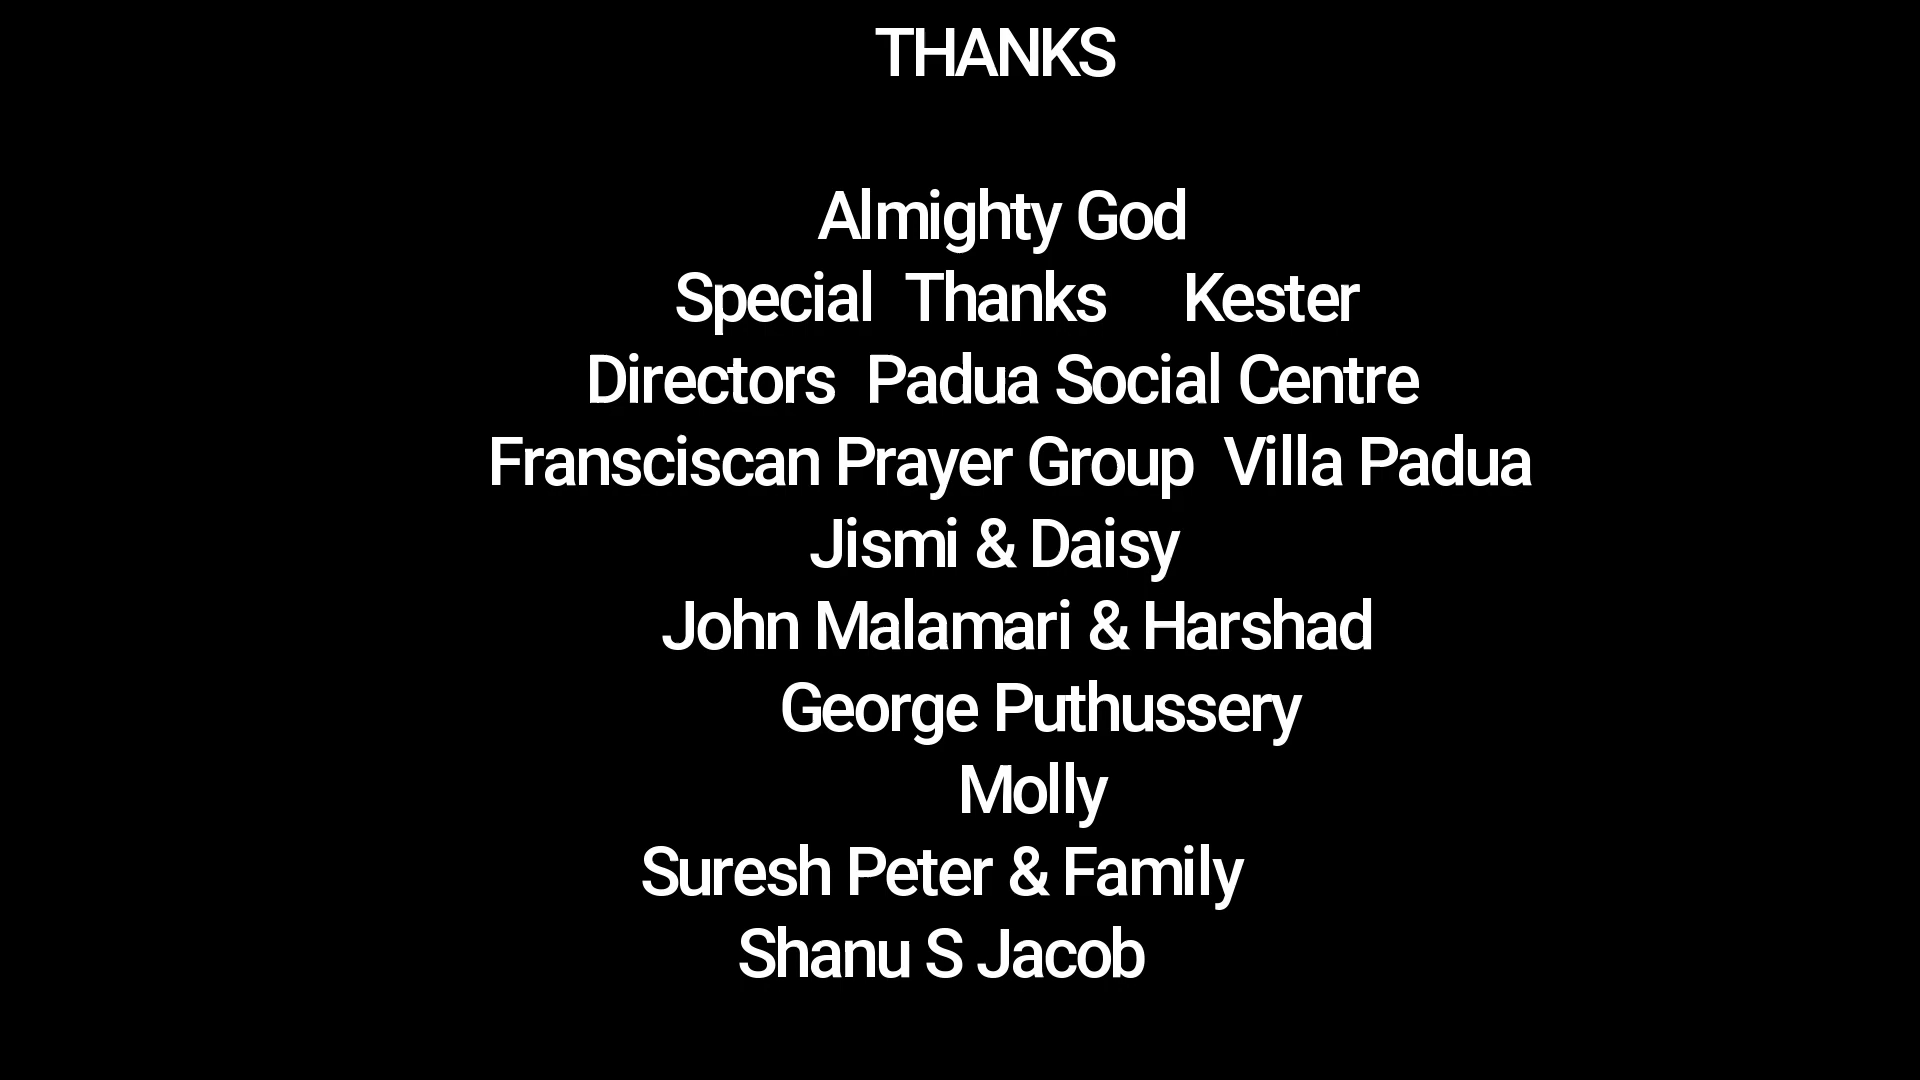 THANKS
Almighty God
Special  Thanks     Kester
Directors  Padua Social Centre
Fransciscan Prayer Group  Villa Padua
Jismi & Daisy
John Malamari & Harshad
George Puthussery
Molly
Suresh Peter & Family
Shanu S Jacob